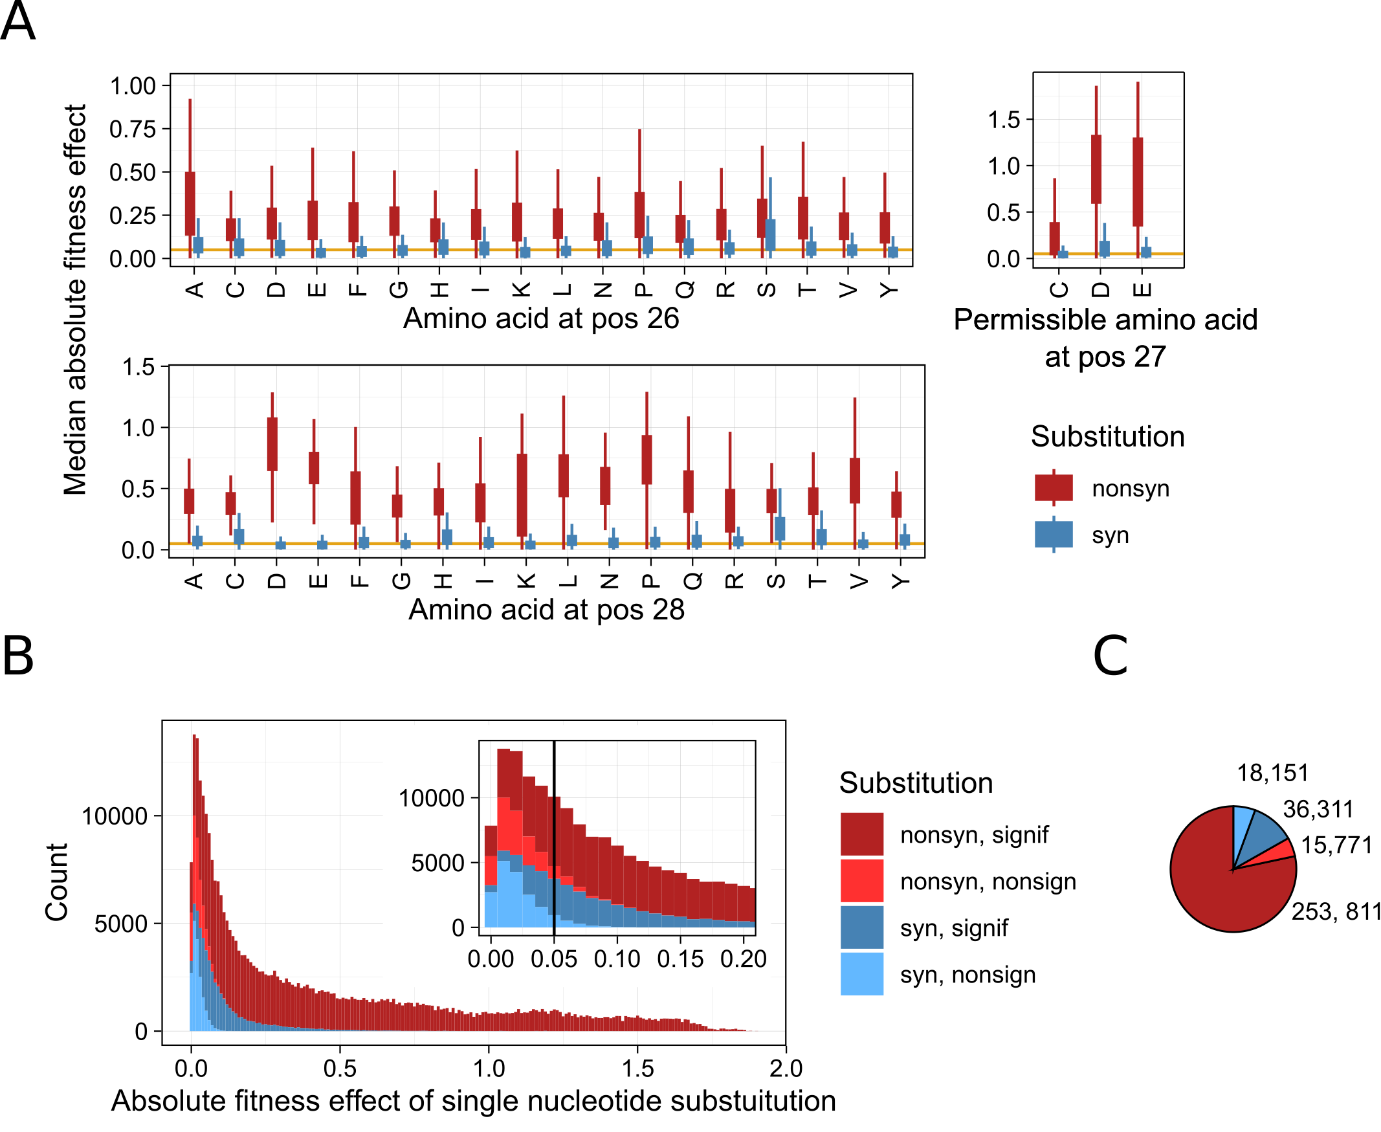 A
Median absolute fitness effect
1.00
0.75
0.50
0.25
0.00
A C D E F G H I K L N P Q R S T V Y
Amino acid at pos 26
1.5
1.0
0.5
0.0
C D E
Permissible amino acid
at pos 27
1.5
1.0
0.5
0.0
A C D E F G H I K L N P Q R S T V Y
Amino acid at pos 28
Substitution
nonsyn
syn
B
Count
10000
5000
0
0.0 0.5 1.0 1.5 2.0
Absolute fitness effect of single nucleotide substuitution
10000
5000
0
0.00 0.05 0.10 0.15 0.20
Substitution
nonsyn, signif
nonsyn, nonsign
syn, signif
syn, nonsign
C
18,151
36,311
15,771
253, 811